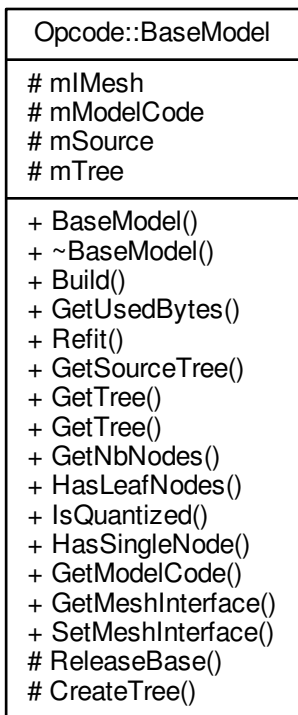 Opcode::BaseModel
# mIMesh
# mModelCode
# mSource
# mTree
+ BaseModel()
+ ~BaseModel()
+ Build()
+ GetUsedBytes()
+ Refit()
+ GetSourceTree()
+ GetTree()
+ GetTree()
+ GetNbNodes()
+ HasLeafNodes()
+ IsQuantized()
+ HasSingleNode()
+ GetModelCode()
+ GetMeshInterface()
+ SetMeshInterface()
# ReleaseBase()
# CreateTree()